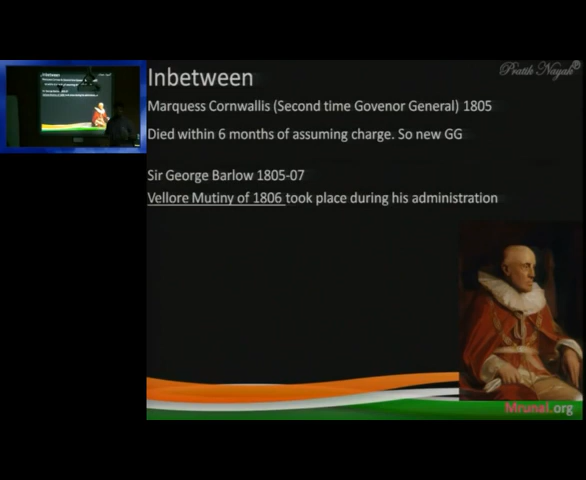 Pratik Nayak
Inbetween
Marquess Cornwallis (Second time Govenor General) 1805
Died within 6 months of assuming charge. So new GG
Sir George Barlow 1805-07
Vellore Mutiny of 1806 took place during his administration
Mrunal.org